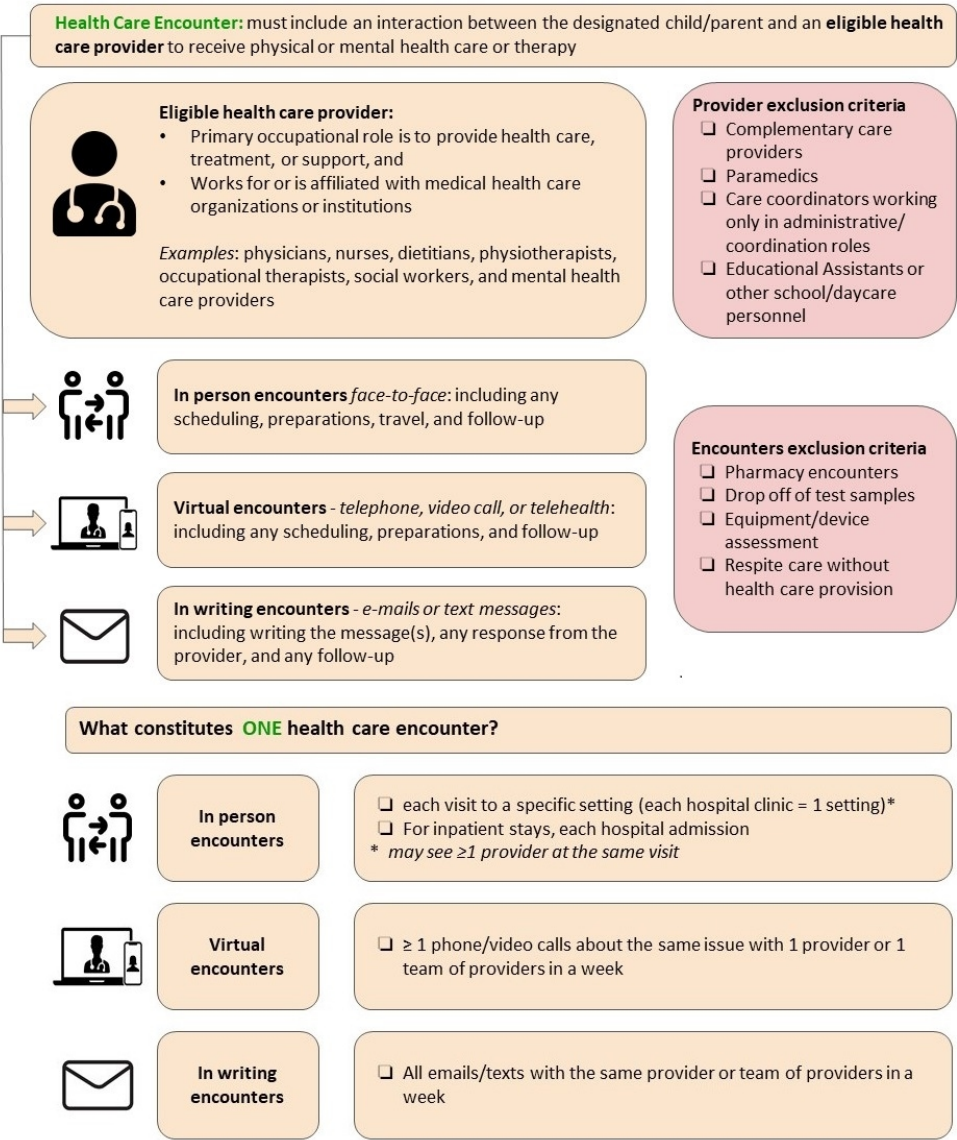 Health Care Encounter: must include an interaction between the designated child/parent and an eligible health
care provider to receive physical or mental health care or therapy
Eligible health care provider:
• Primary occupational role is to provide health care,
treatment, or support, and
• Works for or is affiliated with medical health care
organizations or institutions
Examples: physicians, nurses, dietitians, physiotherapists,
occupational therapists, social workers, and mental health
care providers
Provider exclusion criteria
❑ Complementary care
providers
❑ Paramedics
❑ Care coordinators working
only in administrative/
coordination roles
❑ Educational Assistants or
other school/daycare
personnel
In person encounters face-to-face: including any
scheduling, preparations, travel, and follow-up
Virtual encounters - telephone, video call, or telehealth:
including any scheduling, preparations, and follow-up
In writing encounters - e-mails or text messages:
including writing the message(s), any response from the
provider, and any follow-up
Encounters exclusion criteria
❑ Pharmacy encounters
❑ Drop off of test samples
❑ Equipment/device
assessment
❑ Respite care without
health care provision
What constitutes ONE health care encounter?
In person
encounters
❑ each visit to a specific setting (each hospital clinic = 1 setting)*
❑ For inpatient stays, each hospital admission
* may see ≥1 provider at the same visit
Virtual
encounters
❑ ≥ 1 phone/video calls about the same issue with 1 provider or 1
team of providers in a week
In writing
encounters
❑ All emails/texts with the same provider or team of providers in a
week